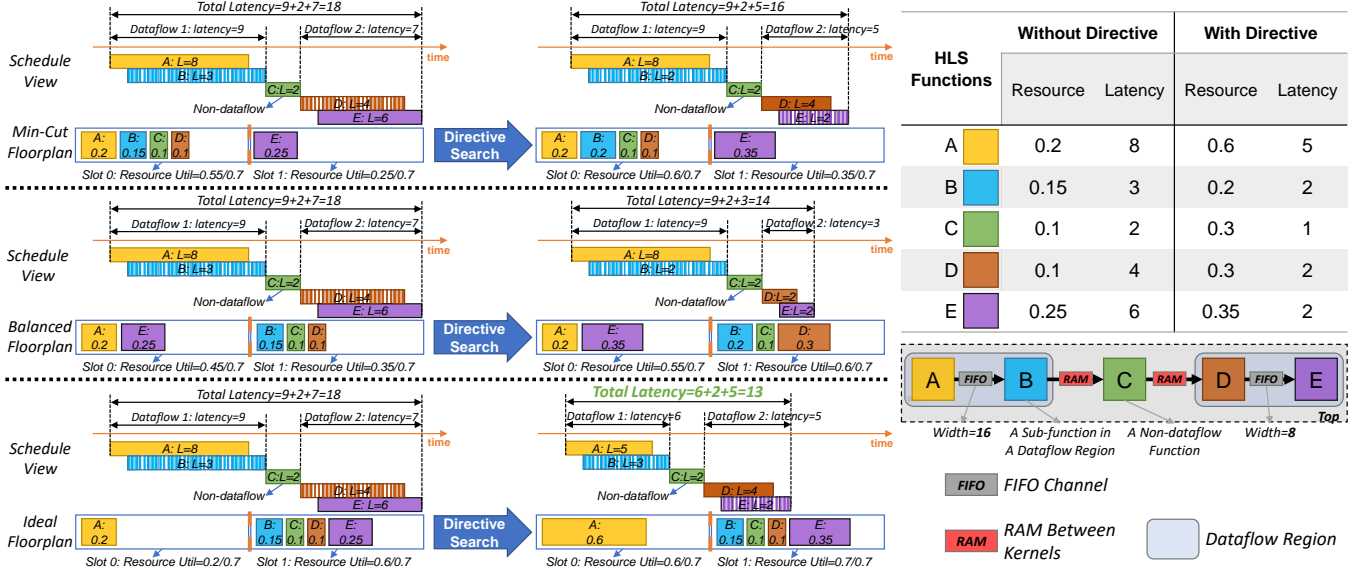 Total Latency=9+2+7=18
Dataflow 1: latency=9
Dataflow 2: latency=7
time
Schedule
View
A: L=8
B: L=3
C:L=2
Non-dataflow
D: L=4
E: L=6
Min-Cut
Floorplan
A:
0.2
B:
0.15
C:
0.1
D:
0.1
E:
0.25
Slot 0: Resource Util=0.55/0.7
Slot 1: Resource Util=0.25/0.7
Directive
Search
Total Latency=9+2+5=16
Dataflow 1: latency=9
Dataflow 2: latency=5
time
A: L=8
B: L=2
C:L=2
Non-dataflow
D: L=4
E: L=2
A:
0.2
B:
0.2
C:
0.1
D:
0.1
E:
0.35
Slot 0: Resource Util=0.6/0.7
Slot 1: Resource Util=0.35/0.7
Total Latency=9+2+7=18
Dataflow 1: latency=9
Dataflow 2: latency=7
time
Schedule
View
A: L=8
B: L=3
C:L=2
Non-dataflow
D: L=4
E: L=6
Balanced
Floorplan
A:
0.2
E:
0.25
B:
0.15
C:
0.1
D:
0.1
Slot 0: Resource Util=0.45/0.7
Slot 1: Resource Util=0.35/0.7
Directive
Search
Total Latency=9+2+3=14
Dataflow 1: latency=9
Dataflow 2: latency=3
time
A: L=8
B: L=2
C:L=2
Non-dataflow
D:L=2
E:L=2
A:
0.2
E:
0.35
B:
0.2
C:
0.1
D:
0.3
Slot 0: Resource Util=0.55/0.7
Slot 1: Resource Util=0.6/0.7
Total Latency=9+2+7=18
Dataflow 1: latency=9
Dataflow 2: latency=7
time
Schedule
View
A: L=8
B: L=3
C:L=2
Non-dataflow
D: L=4
E: L=6
Ideal
Floorplan
A:
0.2
B:
0.15
C:
0.1
D:
0.1
E:
0.25
Slot 0: Resource Util=0.2/0.7
Slot 1: Resource Util=0.6/0.7
Directive
Search
Total Latency=6+2+5=13
Dataflow 1: latency=6
Dataflow 2: latency=5
time
A: L=5
B: L=3
C:L=2
Non-dataflow
D: L=4
E: L=2
A:
0.6
B:
0.15
C:
0.1
D:
0.1
E:
0.35
Slot 0: Resource Util=0.6/0.7
Slot 1: Resource Util=0.7/0.7
HLS
Functions
Without Directive
With Directive
Resource Latency Resource Latency
A 0.2 8 0.6 5
B 0.15 3 0.2 2
C 0.1 2 0.3 1
D 0.1 4 0.3 2
E 0.25 6 0.35 2
A FIFO B RAM C RAM D FIFO E
Top
Width=16
A Sub-function in
A Dataflow Region
A Non-dataflow
Function
Width=8
FIFO FIFO Channel
RAM RAM Between
Kernels
Dataflow Region